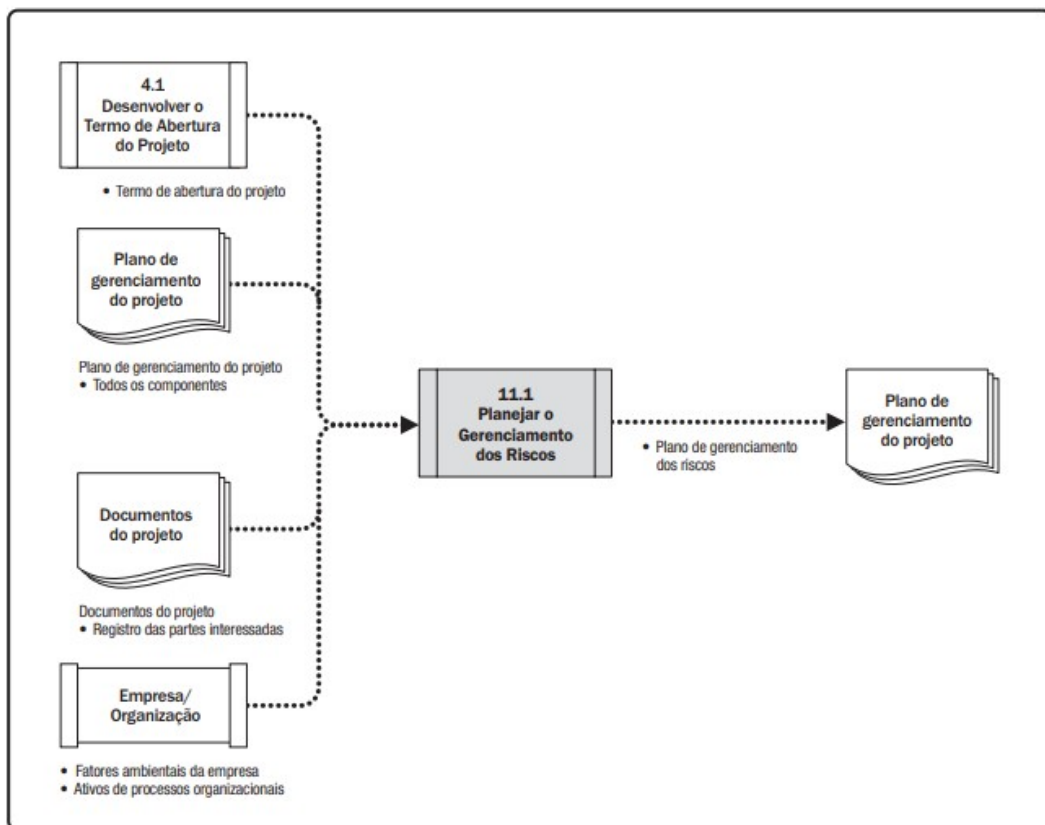 4.1
Desenvolver o
Termo de Abertura
do Projeto
• Termo de abertura do projeto
Plano de
gerenciamento
do projeto
Plano de gerenciamento do projeto
• Todos os componentes
Documentos
do projeto
Documentos do projeto
• Registro das partes interessadas
Empresa/
Organização
• Fatores ambientais da empresa
• Ativos de processos organizacionais
11.1
Planejar o
Gerenciamento
dos Riscos
• Plano de gerenciamento
dos riscos
Plano de
gerenciamento
do projeto